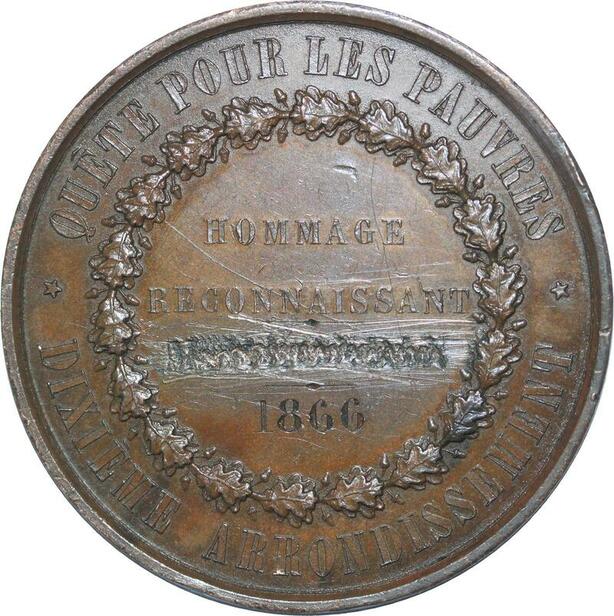 QUÊTE POUR LES PAUVRES
HOMMAGE
RECONNAISSANT
1866
DIXIÈME ARRONDISSEMENT